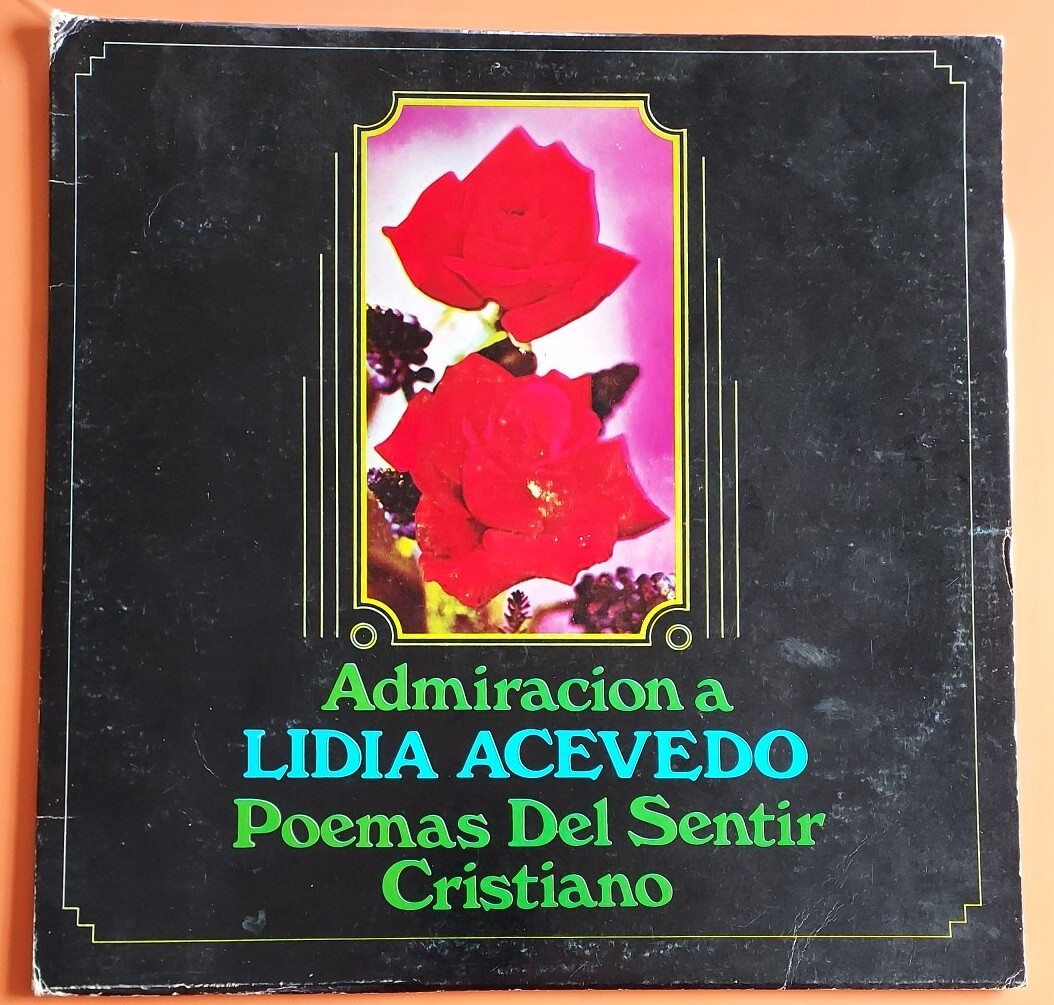 Admiracion a
LIDIA ACEVEDO
Poemas Del Sentir
Cristiano